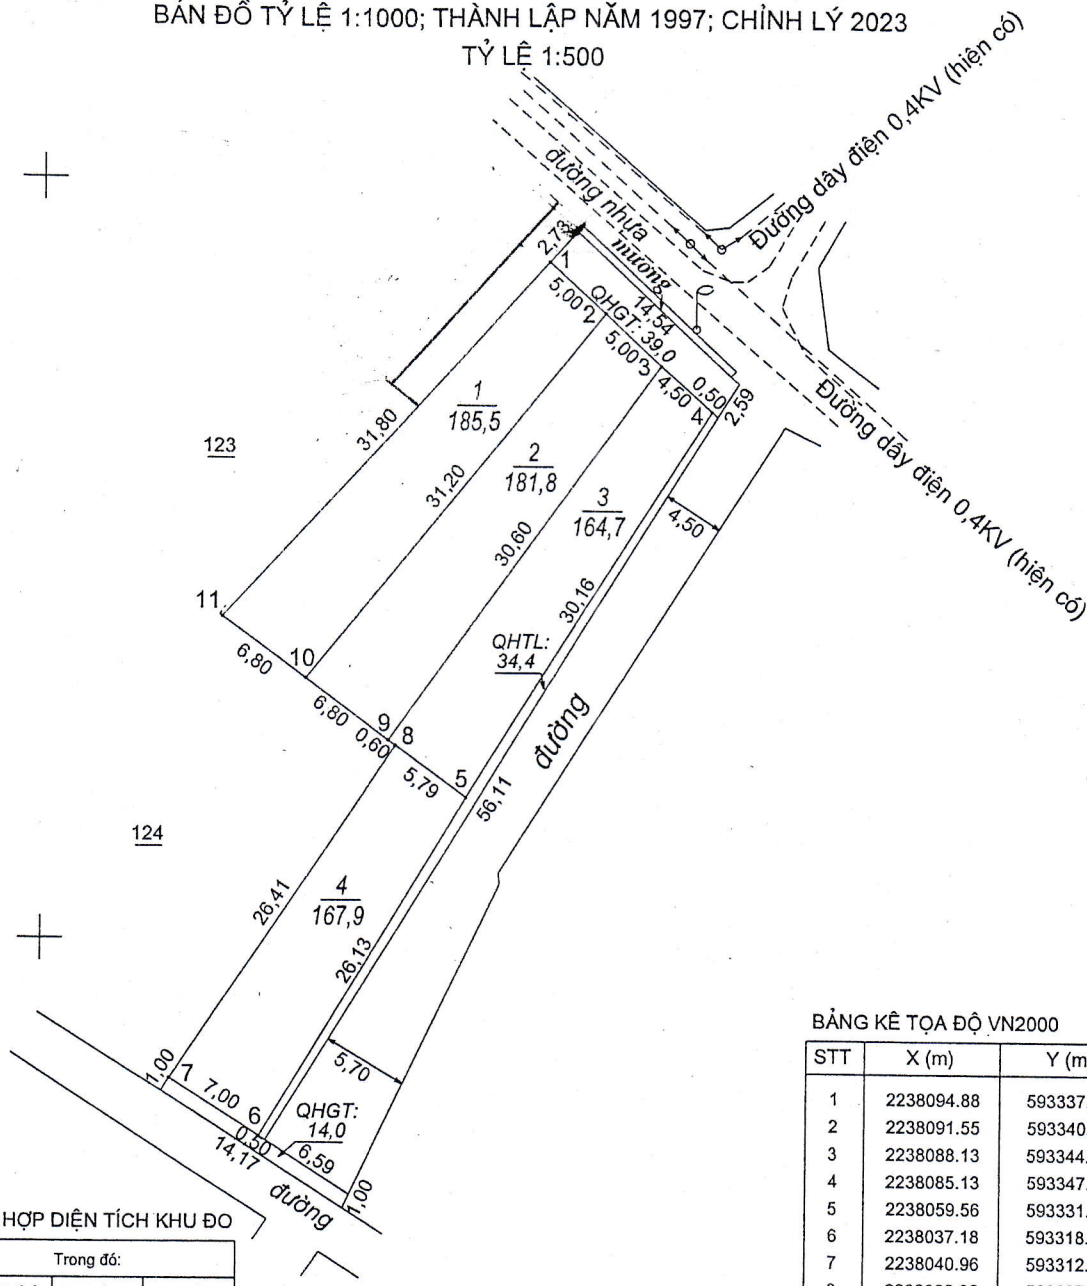 BẢN ĐỒ TỶ LỆ 1:1000; THÀNH LẬP NĂM 1997; CHỈNH LÝ 2023
TỶ LỆ 1:500
Đường dây điện 0,4KV (hiện có)
đường nhựa
mương
2,73
1
5,00
2
QHGT: 39,0
14,54
5,00
3
4,50
0,50
4
2,59
Đường dây điện 0,4KV (hiện có)
1
185,5
31,80
123
2
181,8
31,20
3
164,7
4,50
30,60
30,16
11
6,80
10
QHTL:
34,4
6,80
9
0,60
8
5,79
5
đường
56,11
124
26,41
4
167,9
26,13
5,70
1,00
7
7,00
6
0,50
QHGT:
14,0
14,17
6,59
1,00
đường
BẢNG KÊ TỌA ĐỘ VN2000
STT X (m) Y (m
1 2238094.88 593337.
2 2238091.55 593340.
3 2238088.13 593344.
4 2238085.13 593347.
5 2238059.56 593331.
6 2238037.18 593318.
7 2238040.96 593312.
HỢP DIỆN TÍCH KHU ĐO
Trong đó: